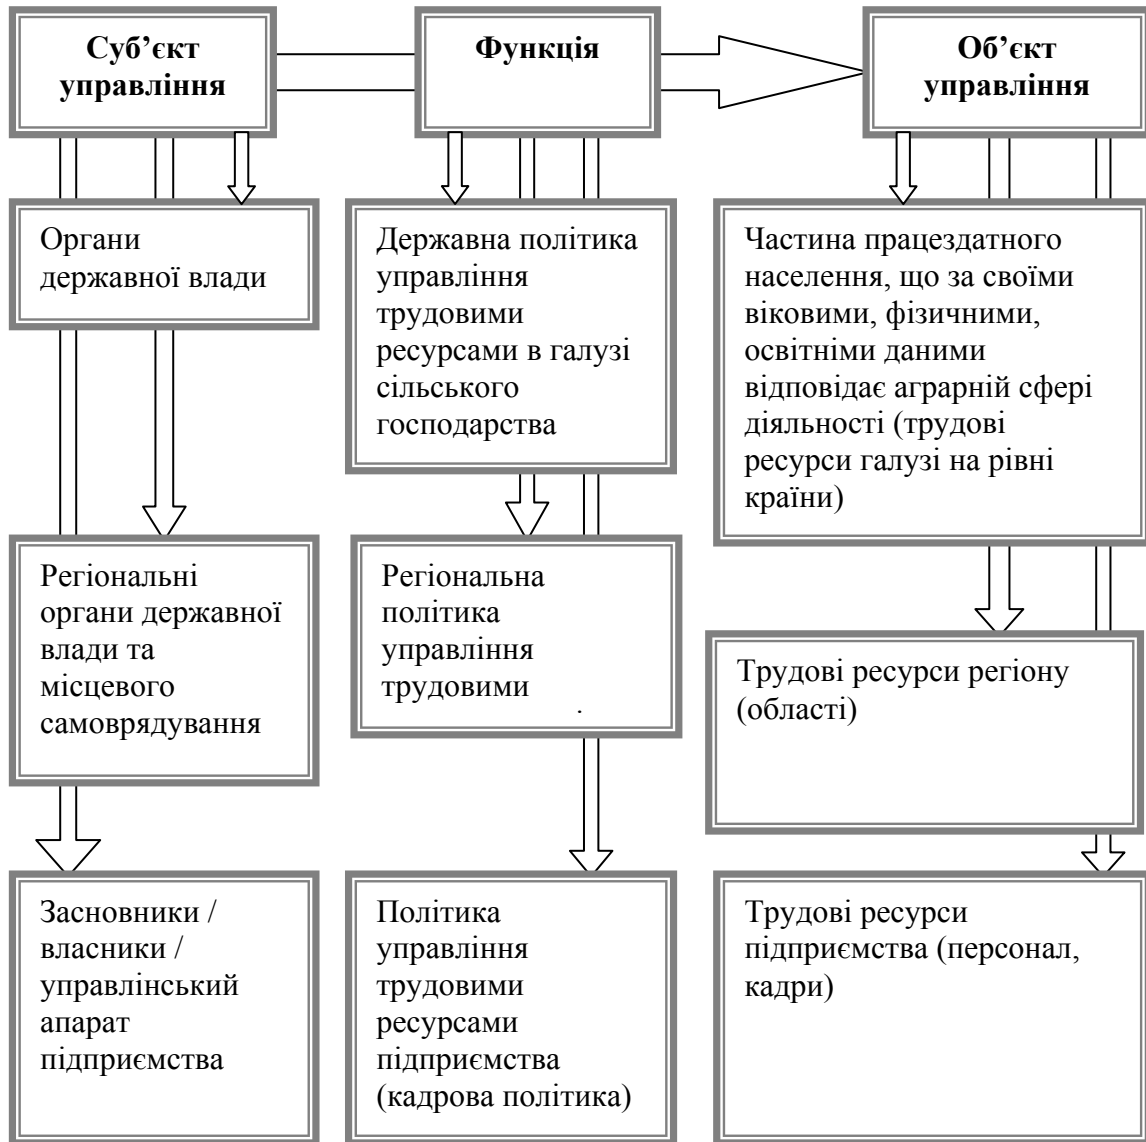 Суб’єкт
управління
Функція
Об’єкт
управління
Органи
державної влади
Державна політика
управління
трудовими
ресурсами в галузі
сільського
господарства
Частина працездатного
населення, що за своїми
віковими, фізичними,
освітніми даними
відповідає аграрній сфері
діяльності (трудові
ресурси галузі на рівні
країни)
Регіональні
органи державної
влади та
місцевого
самоврядування
Регіональна
політика
управління
трудовими
Трудові ресурси регіону
(області)
Засновники /
власники /
управлінський
апарат
підприємства
Політика
управління
трудовими
ресурсами
підприємства
(кадрова політика)
Трудові ресурси
підприємства (персонал,
кадри)